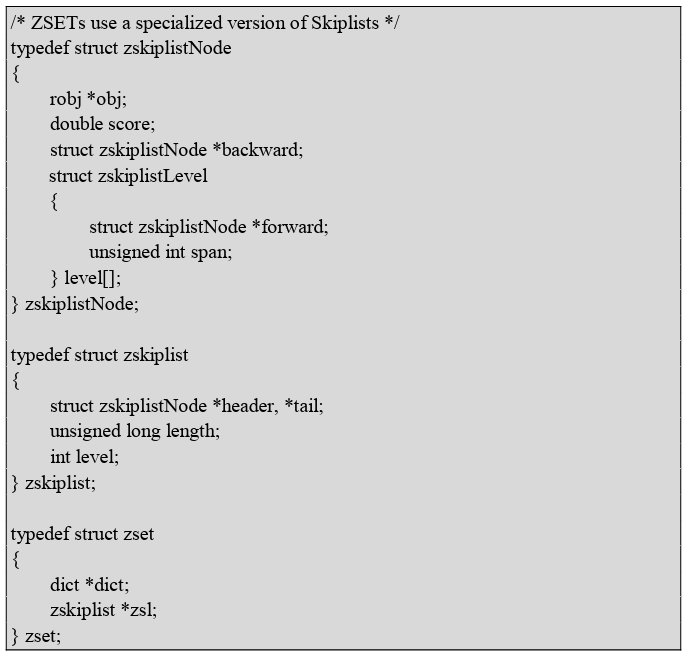 /* ZSETs use a specialized version of Skiplists */
typedef struct zskiplistNode
{
robj *obj;
double score;
struct zskiplistNode *backward;
struct zskiplistLevel
{
struct zskiplistNode *forward;
unsigned int span;
} level[];
} zskiplistNode;
typedef struct zskiplist
{
struct zskiplistNode *header, *tail;
unsigned long length;
int level;
} zskiplist;
typedef struct zset
{
dict *dict;
zskiplist *zsl;
} zset;